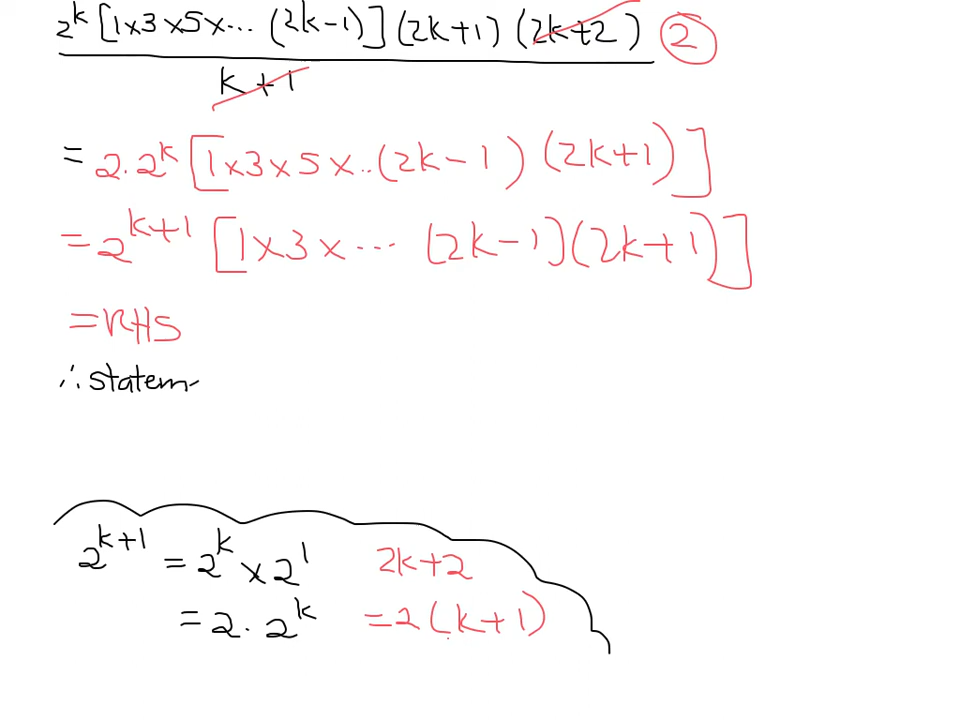 2^k [1×3×5×... (2k-1)] (2k+1) (2k+2) 2
k+1
= 2.2^k [1×3×5×..(2k-1) (2k+1)]
= 2^(k+1) [1×3×... (2k-1](2k+1)]
=RHS
∴ statem
2^(k+1) = 2^k × 2^1 2k+2
= 2. 2^k =2(k+1)